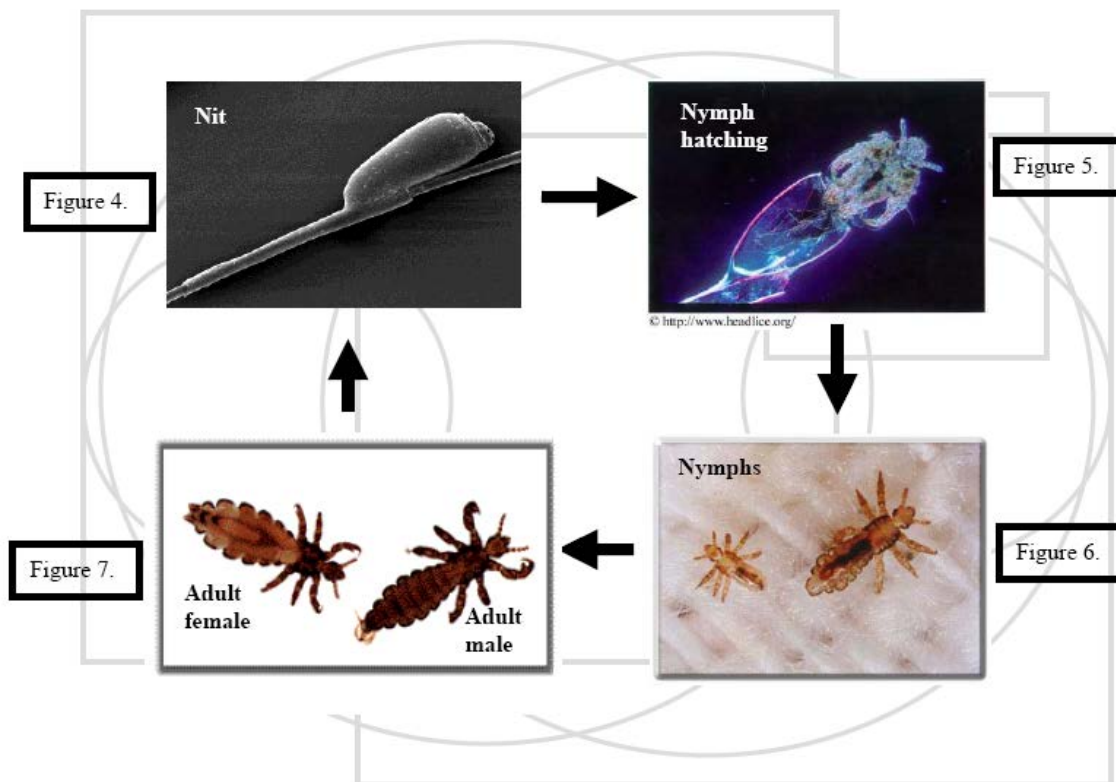 Nit
Figure 4.
Nymph
hatching
Figure 5.
© http://www.headlice.org/
Nymphs
Figure 6.
Figure 7.
Adult
female
Adult
male